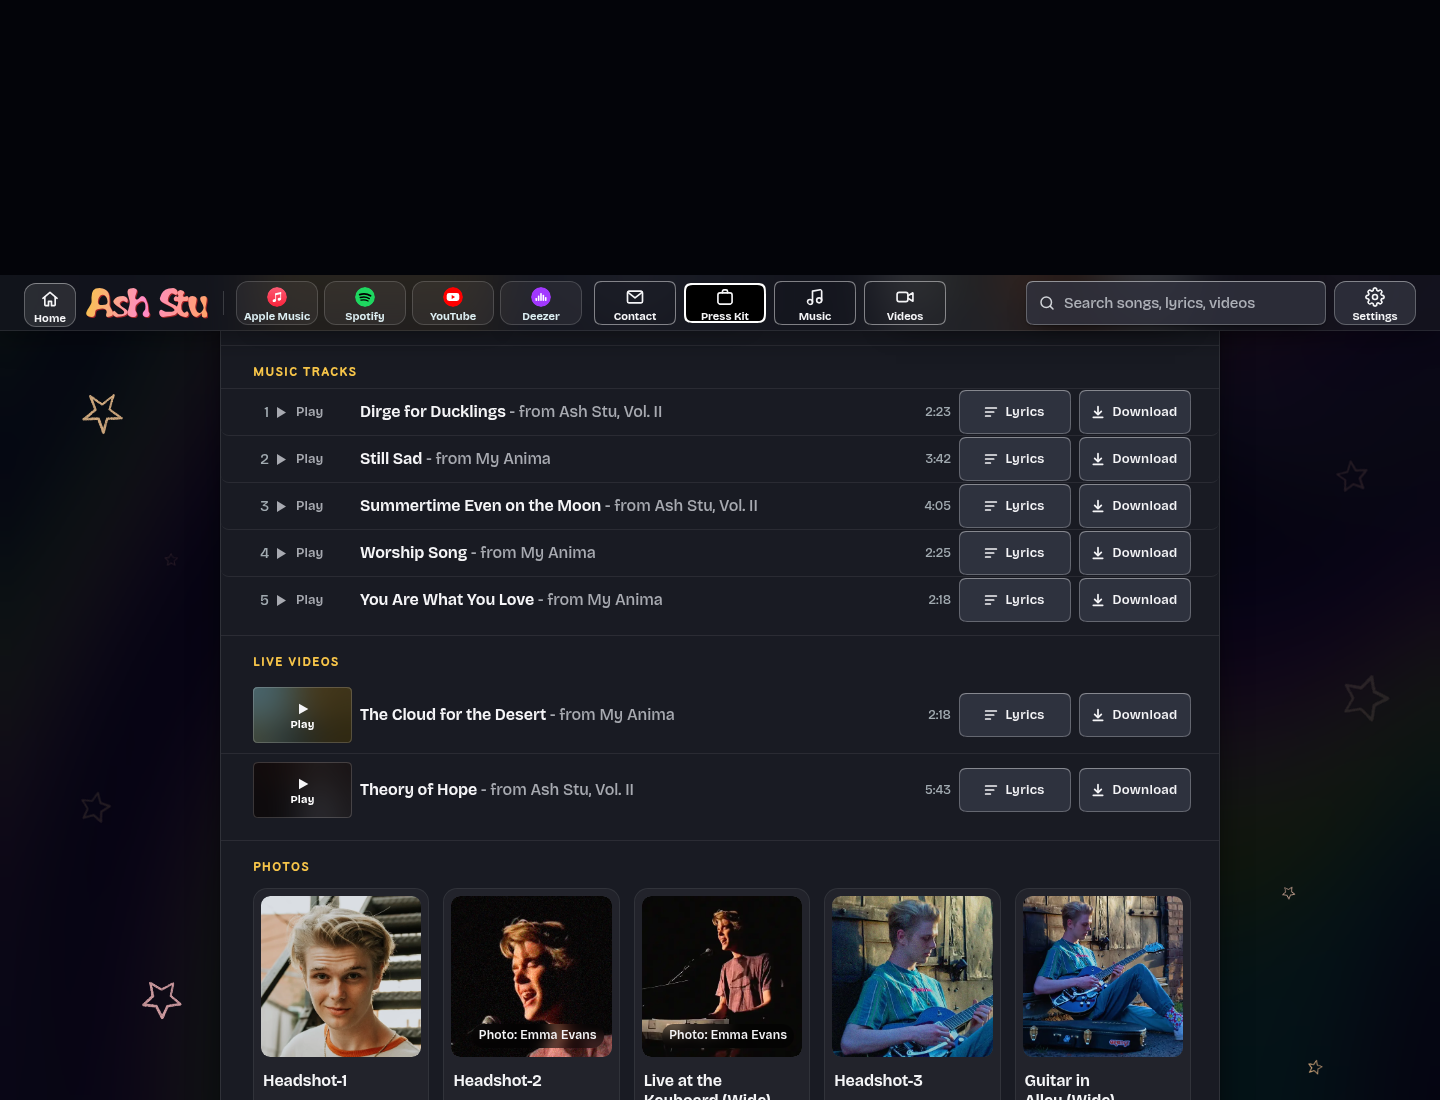 Home
Ash Stu
Apple Music
Spotify
YouTube
Deezer
Contact
Press Kit
Music
Videos
Search songs, lyrics, videos
Settings
MUSIC TRACKS
1 Play Dirge for Ducklings - from Ash Stu, Vol. II 2:23 Lyrics Download
2 Play Still Sad - from My Anima 3:42 Lyrics Download
3 Play Summertime Even on the Moon - from Ash Stu, Vol. II 4:05 Lyrics Download
4 Play Worship Song - from My Anima 2:25 Lyrics Download
5 Play You Are What You Love - from My Anima 2:18 Lyrics Download
LIVE VIDEOS
Play The Cloud for the Desert - from My Anima 2:18 Lyrics Download
Play Theory of Hope - from Ash Stu, Vol. II 5:43 Lyrics Download
PHOTOS
Photo: Emma Evans
Photo: Emma Evans
Headshot-1
Headshot-2
Live at the
Keyboard (Wide)
Headshot-3
Guitar in
Alley (Wide)